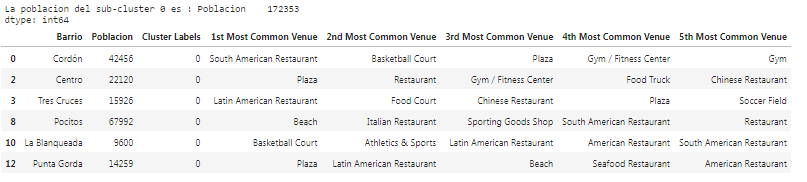 La poblacion del sub-cluster 0 es : Poblacion    172353
dtype: int64
Barrio Poblacion Cluster Labels 1st Most Common Venue 2nd Most Common Venue 3rd Most Common Venue 4th Most Common Venue 5th Most Common Venue
0 Cordón 42456 0 South American Restaurant Basketball Court Plaza Gym / Fitness Center Gym
2 Centro 22120 0 Plaza Restaurant Gym / Fitness Center Food Truck Chinese Restaurant
3 Tres Cruces 15926 0 Latin American Restaurant Food Court Chinese Restaurant Plaza Soccer Field
8 Pocitos 67992 0 Beach Italian Restaurant Sporting Goods Shop South American Restaurant Restaurant
10 La Blanqueada 9600 0 Basketball Court Athletics & Sports Latin American Restaurant American Restaurant South American Restaurant
12 Punta Gorda 14259 0 Plaza Latin American Restaurant Beach Seafood Restaurant American Restaurant